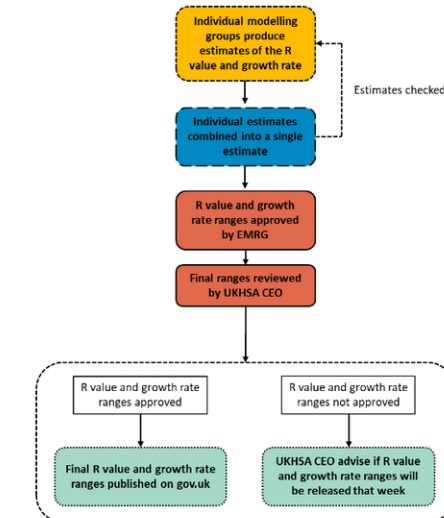 Individual modelling
groups produce
estimates of the R
value and growth rate
Estimates checked
Individual estimates
combined into a single
estimate
R value and growth
rate ranges approved
by EMRG
Final ranges reviewed
by UKHSA CEO
R value and growth rate
ranges approved
R value and growth rate
ranges not approved
Final R value and growth rate
ranges published on gov.uk
UKHSA CEO advise if R value
and growth rate ranges will
be released that week